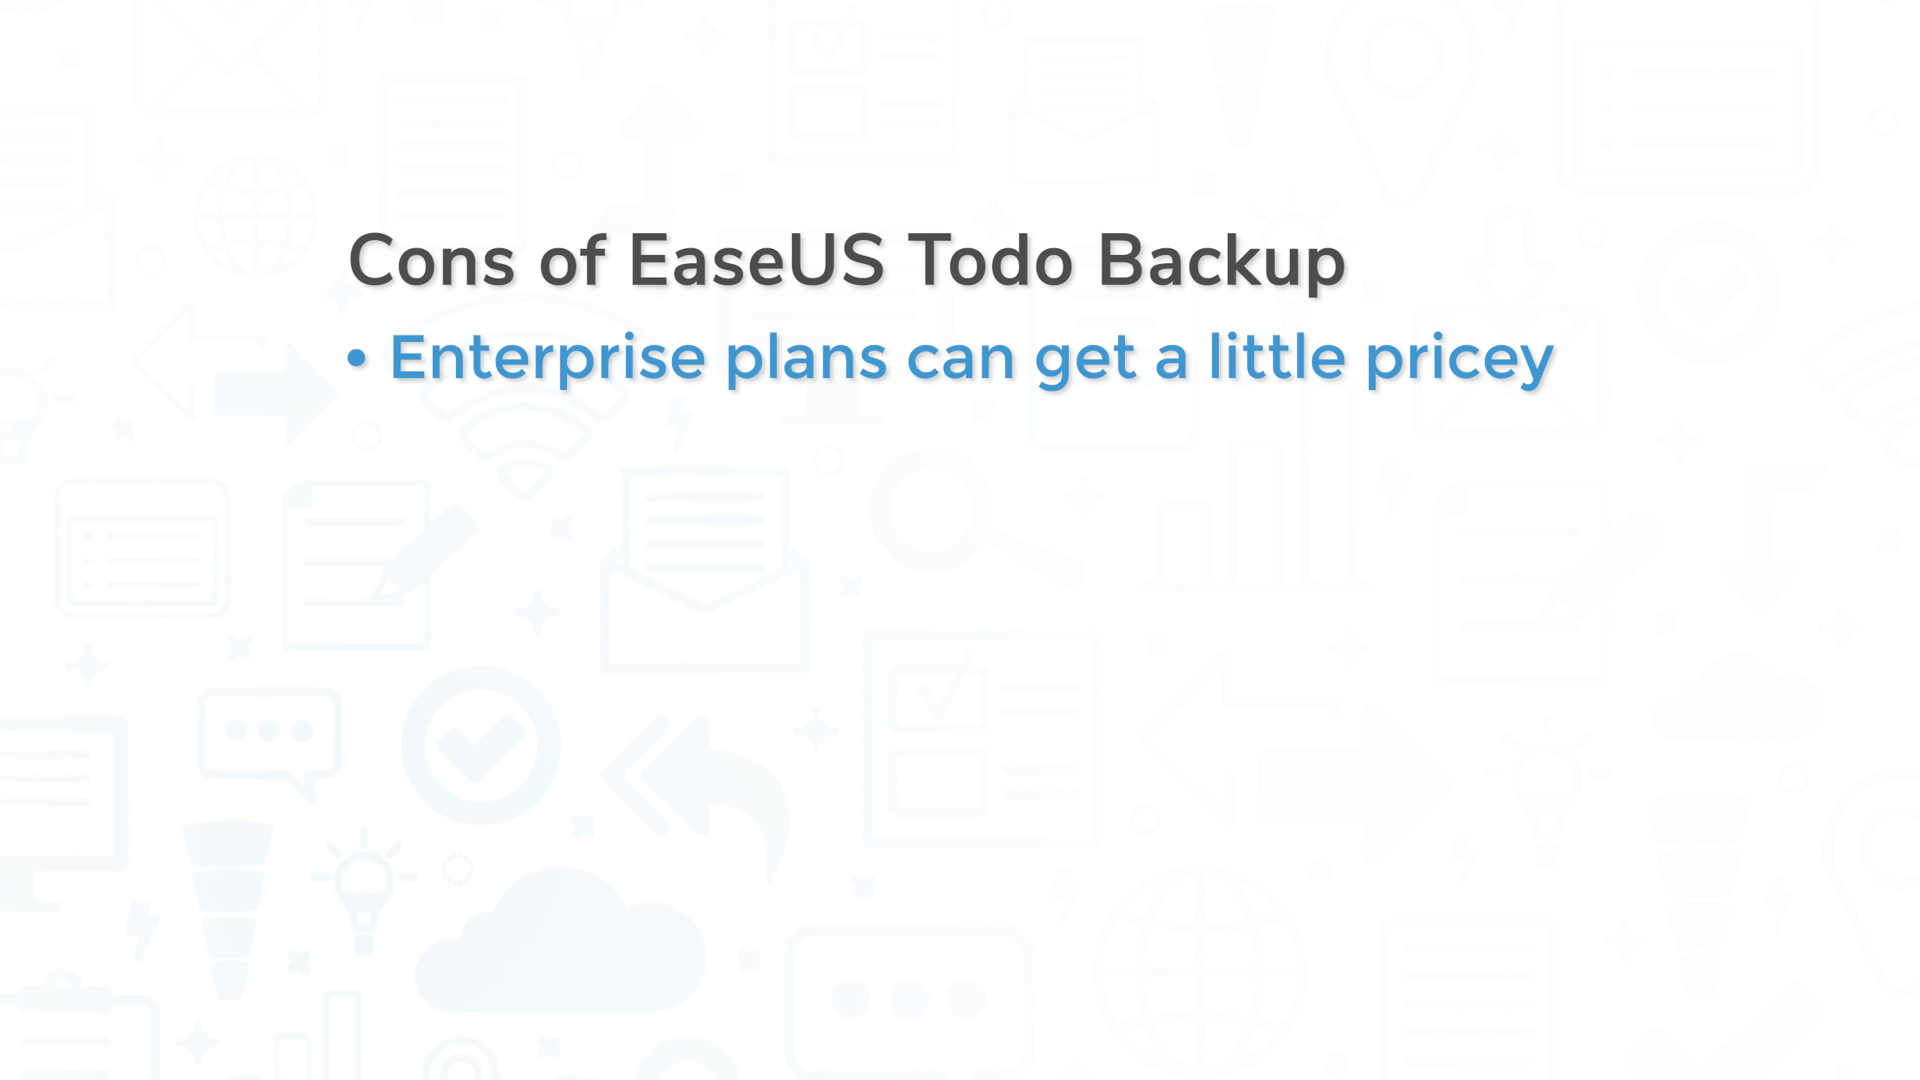 Cons of EaseUS Todo Backup
• Enterprise plans can get a little pricey